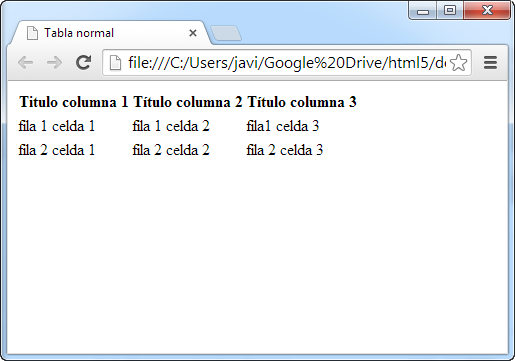 Tabla normal
file:///C:/Users/javi/Google%20Drive/html5/de
Titulo columna 1 Título columna 2 Título columna 3
fila 1 celda 1 fila 1 celda 2 fila1 celda 3
fila 2 celda 1 fila 2 celda 2 fila 2 celda 3